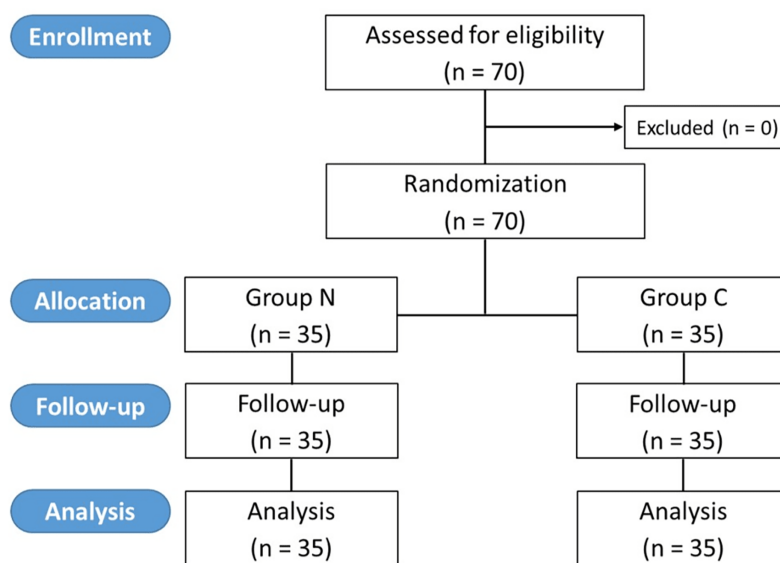 Enrollment
Assessed for eligibility
(n = 70)
Excluded (n = 0)
Randomization
(n = 70)
Allocation
Group N
(n = 35)
Group C
(n = 35)
Follow-up
Follow-up
(n = 35)
Follow-up
(n = 35)
Analysis
Analysis
(n = 35)
Analysis
(n = 35)